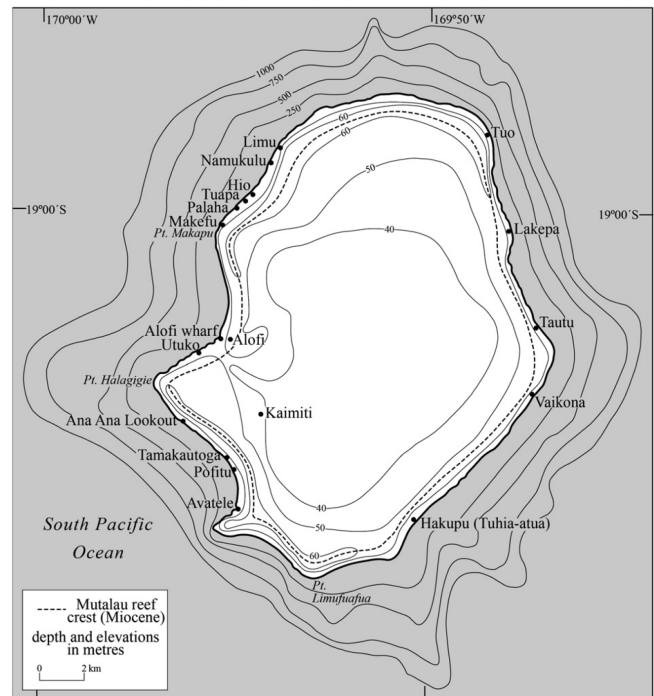 170°00´W
169°50´W
1000
750
500
250
60
60
Tuo
Limu
Namukulu
50
Hio
Tuapa
Palaha
19°00´S
19°00´S
Makefu
Pt. Makapu
40
Lakepa
Tautu
Alofi wharf
Alofi
Utuko
Pt. Halagigie
Vaikona
Ana Ana Lookout
Kaimiti
Tamakautoga
Pofitu
Avatele
40
50
Hakupu (Tuhia-atua)
South Pacific
Ocean
60
Pt.
Limufuafua
Mutalau reef
crest (Miocene)
depth and elevations
in metres
0 2 km